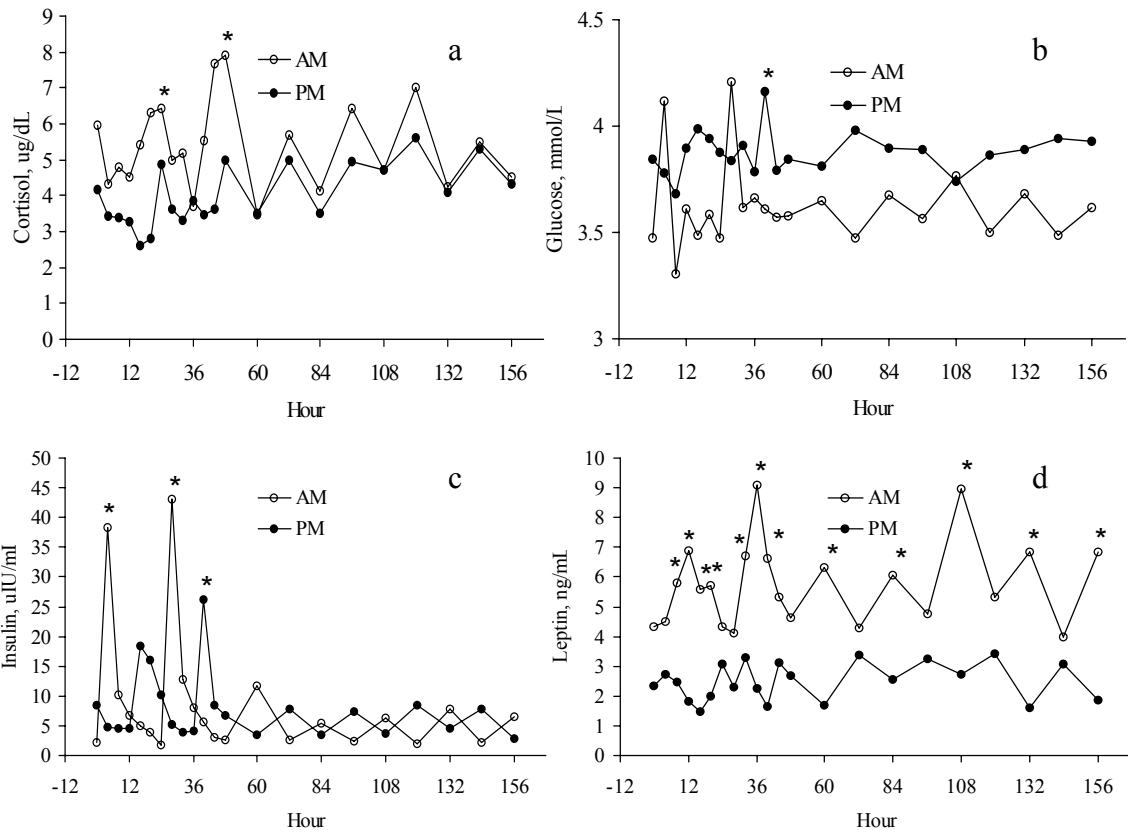 a
AM
PM
*
*
Cortisol, ug/dL
9
8
7
6
5
4
3
2
1
0
-12 12 36 60 84 108 132 156
Hour
b
AM
PM
*
Glucose, mmol/L
4.5
4
3.5
3
-12 12 36 60 84 108 132 156
Hour
c
AM
PM
*
*
*
Insulin, uIU/ml
50
45
40
35
30
25
20
15
10
5
0
-12 12 36 60 84 108 132 156
Hour
d
AM
PM
* * * * * * * * * * * *
Leptin, ng/mL
10
9
8
7
6
5
4
3
2
1
0
-12 12 36 60 84 108 132 156
Hour